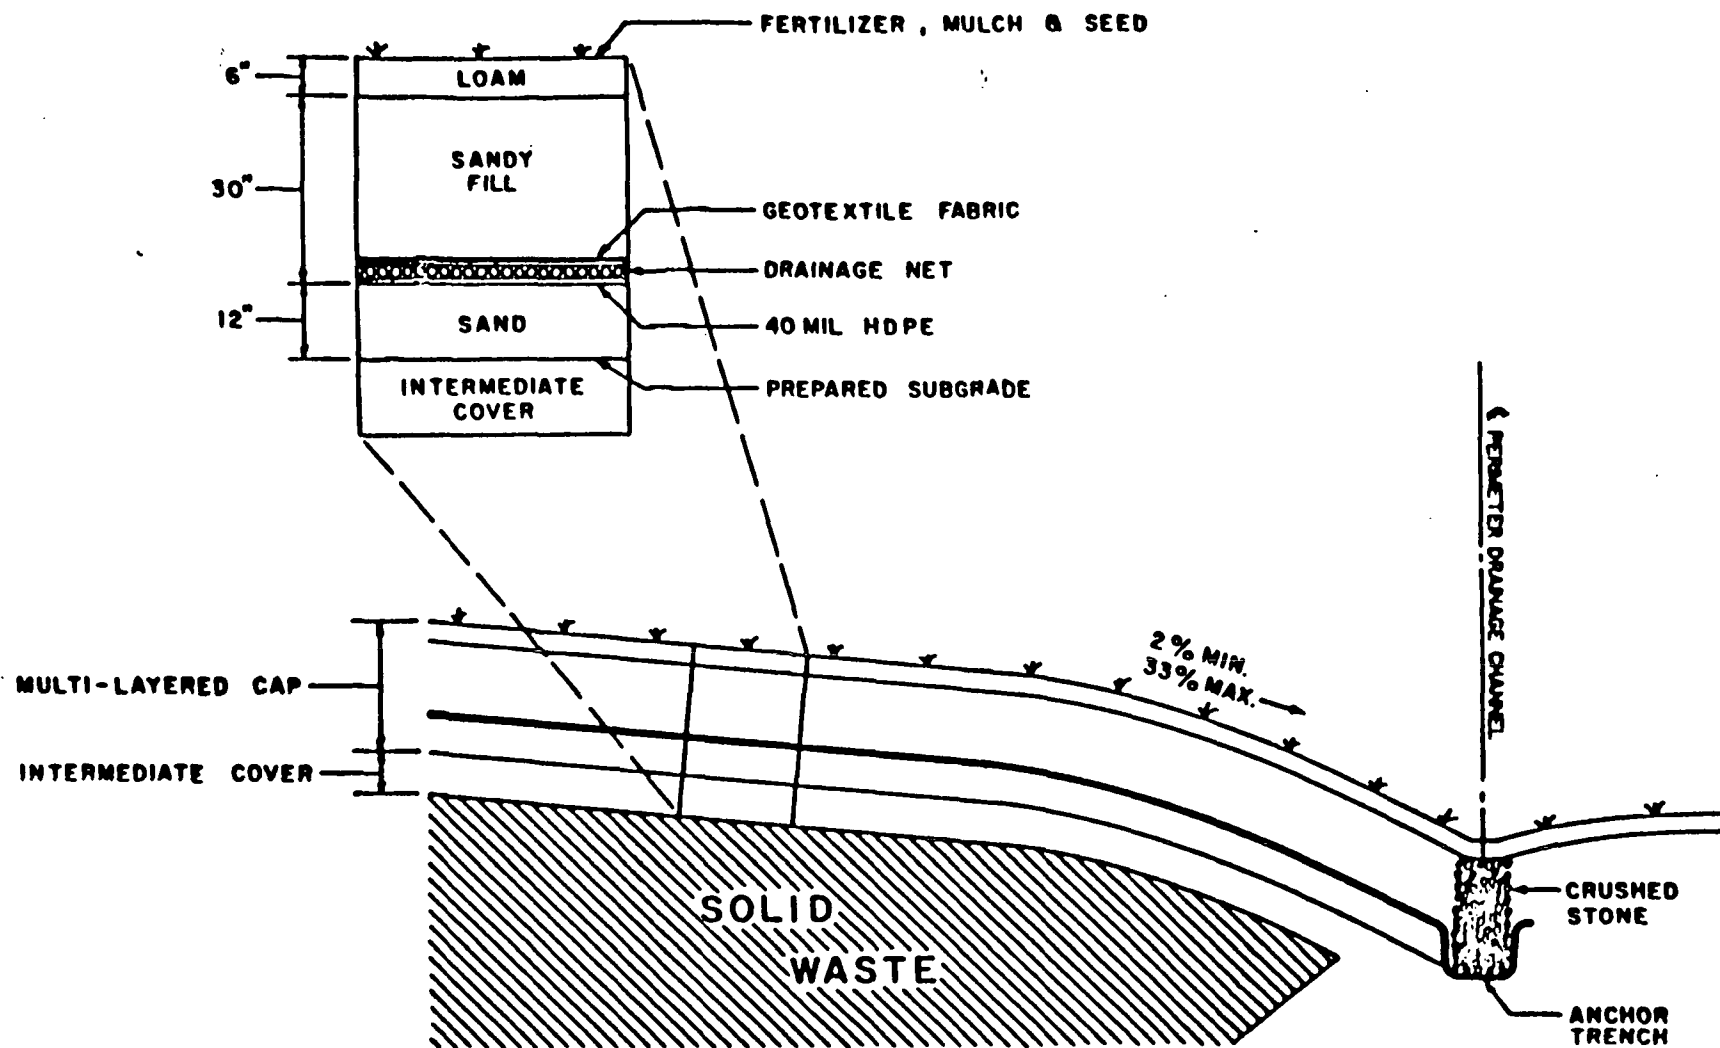 FERTILIZER, MULCH & SEED
6"
LOAM
SANDY
FILL
30"
GEOTEXTILE FABRIC
DRAINAGE NET
12"
SAND
40 MIL HDPE
INTERMEDIATE
COVER
PREPARED SUBGRADE
℄ PERIMETER DRAINAGE CHANNEL
2% MIN.
33% MAX.
MULTI-LAYERED CAP
INTERMEDIATE COVER
SOLID
WASTE
CRUSHED
STONE
ANCHOR
TRENCH